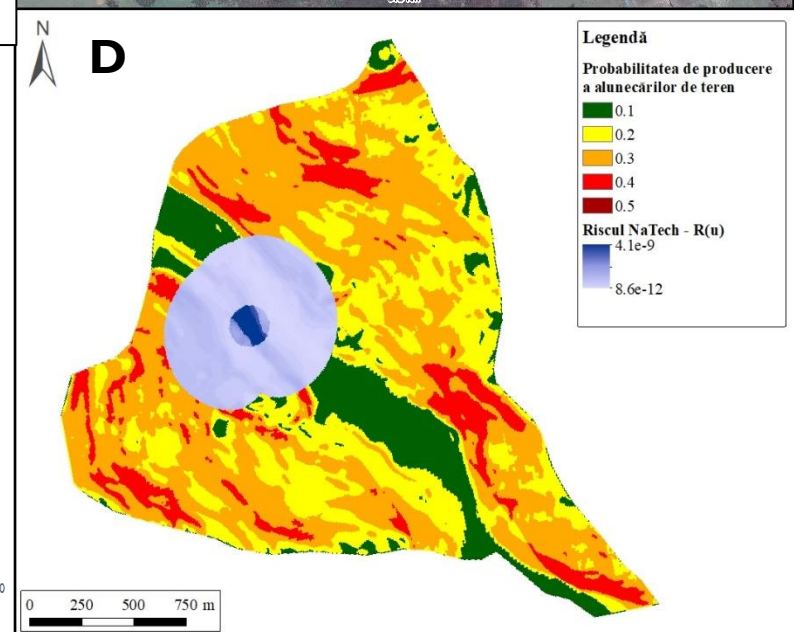 N
D
Legendă
Probabilitatea de producere
a alunecărilor de teren
0.1
0.2
0.3
0.4
0.5
Riscul NaTech - R(u)
4.1e-9
8.6e-12
0
0 250 500 750 m